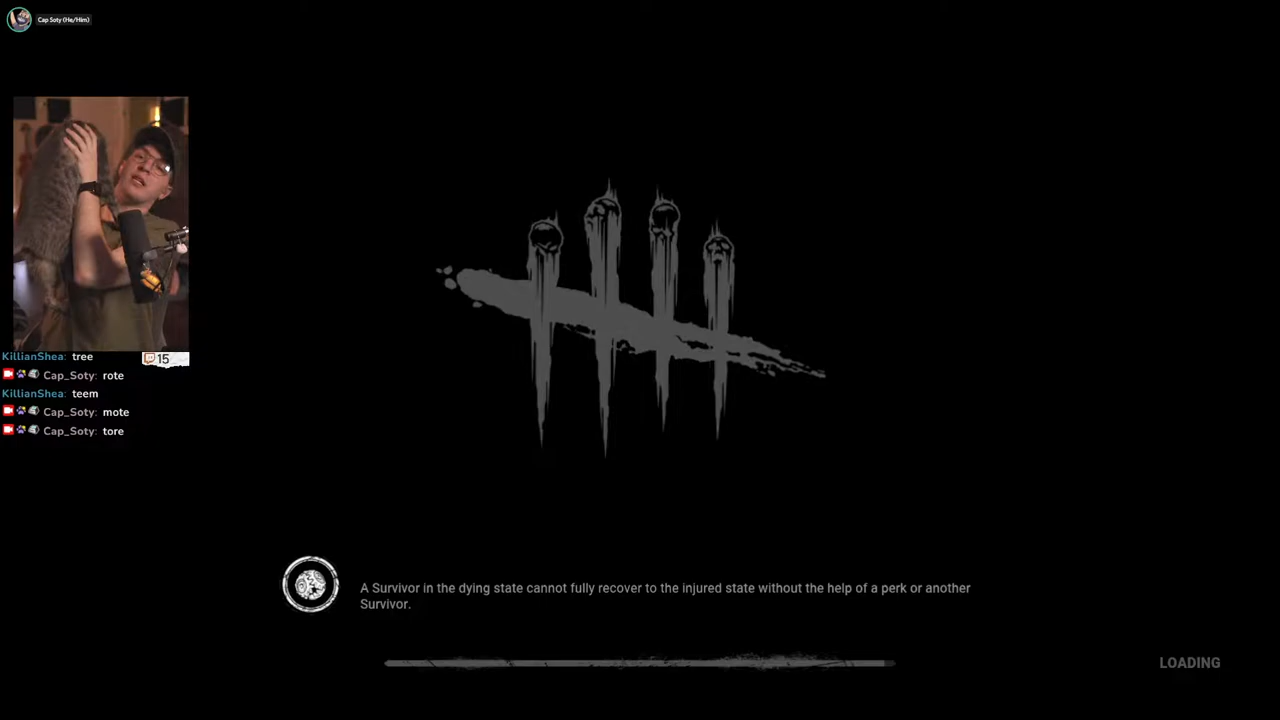 Cap Soty (He/Him)
KillianShea: tree
15
Cap_Soty: rote
KillianShea: teem
Cap_Soty: mote
Cap_Soty: tore
A Survivor in the dying state cannot fully recover to the injured state without the help of a perk or another
Survivor.
LOADING